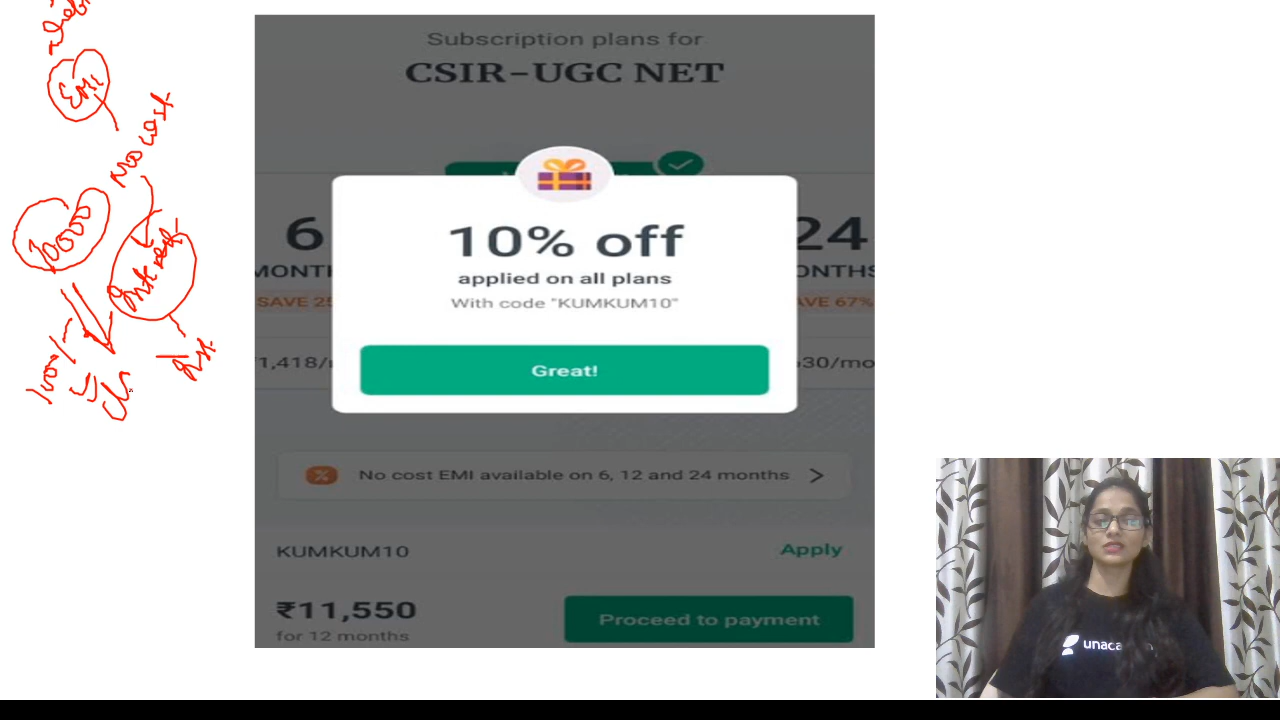 Subscription plans for
CSIR-UGC NET
10% off
applied on all plans
With code "KUMKUM10"
Great!
6
MONTH
SAVE 25
₹1,418/
24
ONTHS
AVE 67%
30/mo
No cost EMI available on 6, 12 and 24 months
KUMKUM10
Apply
₹11,550
for 12 months
Proceed to payment
EMI
No cost
Interest
unaca